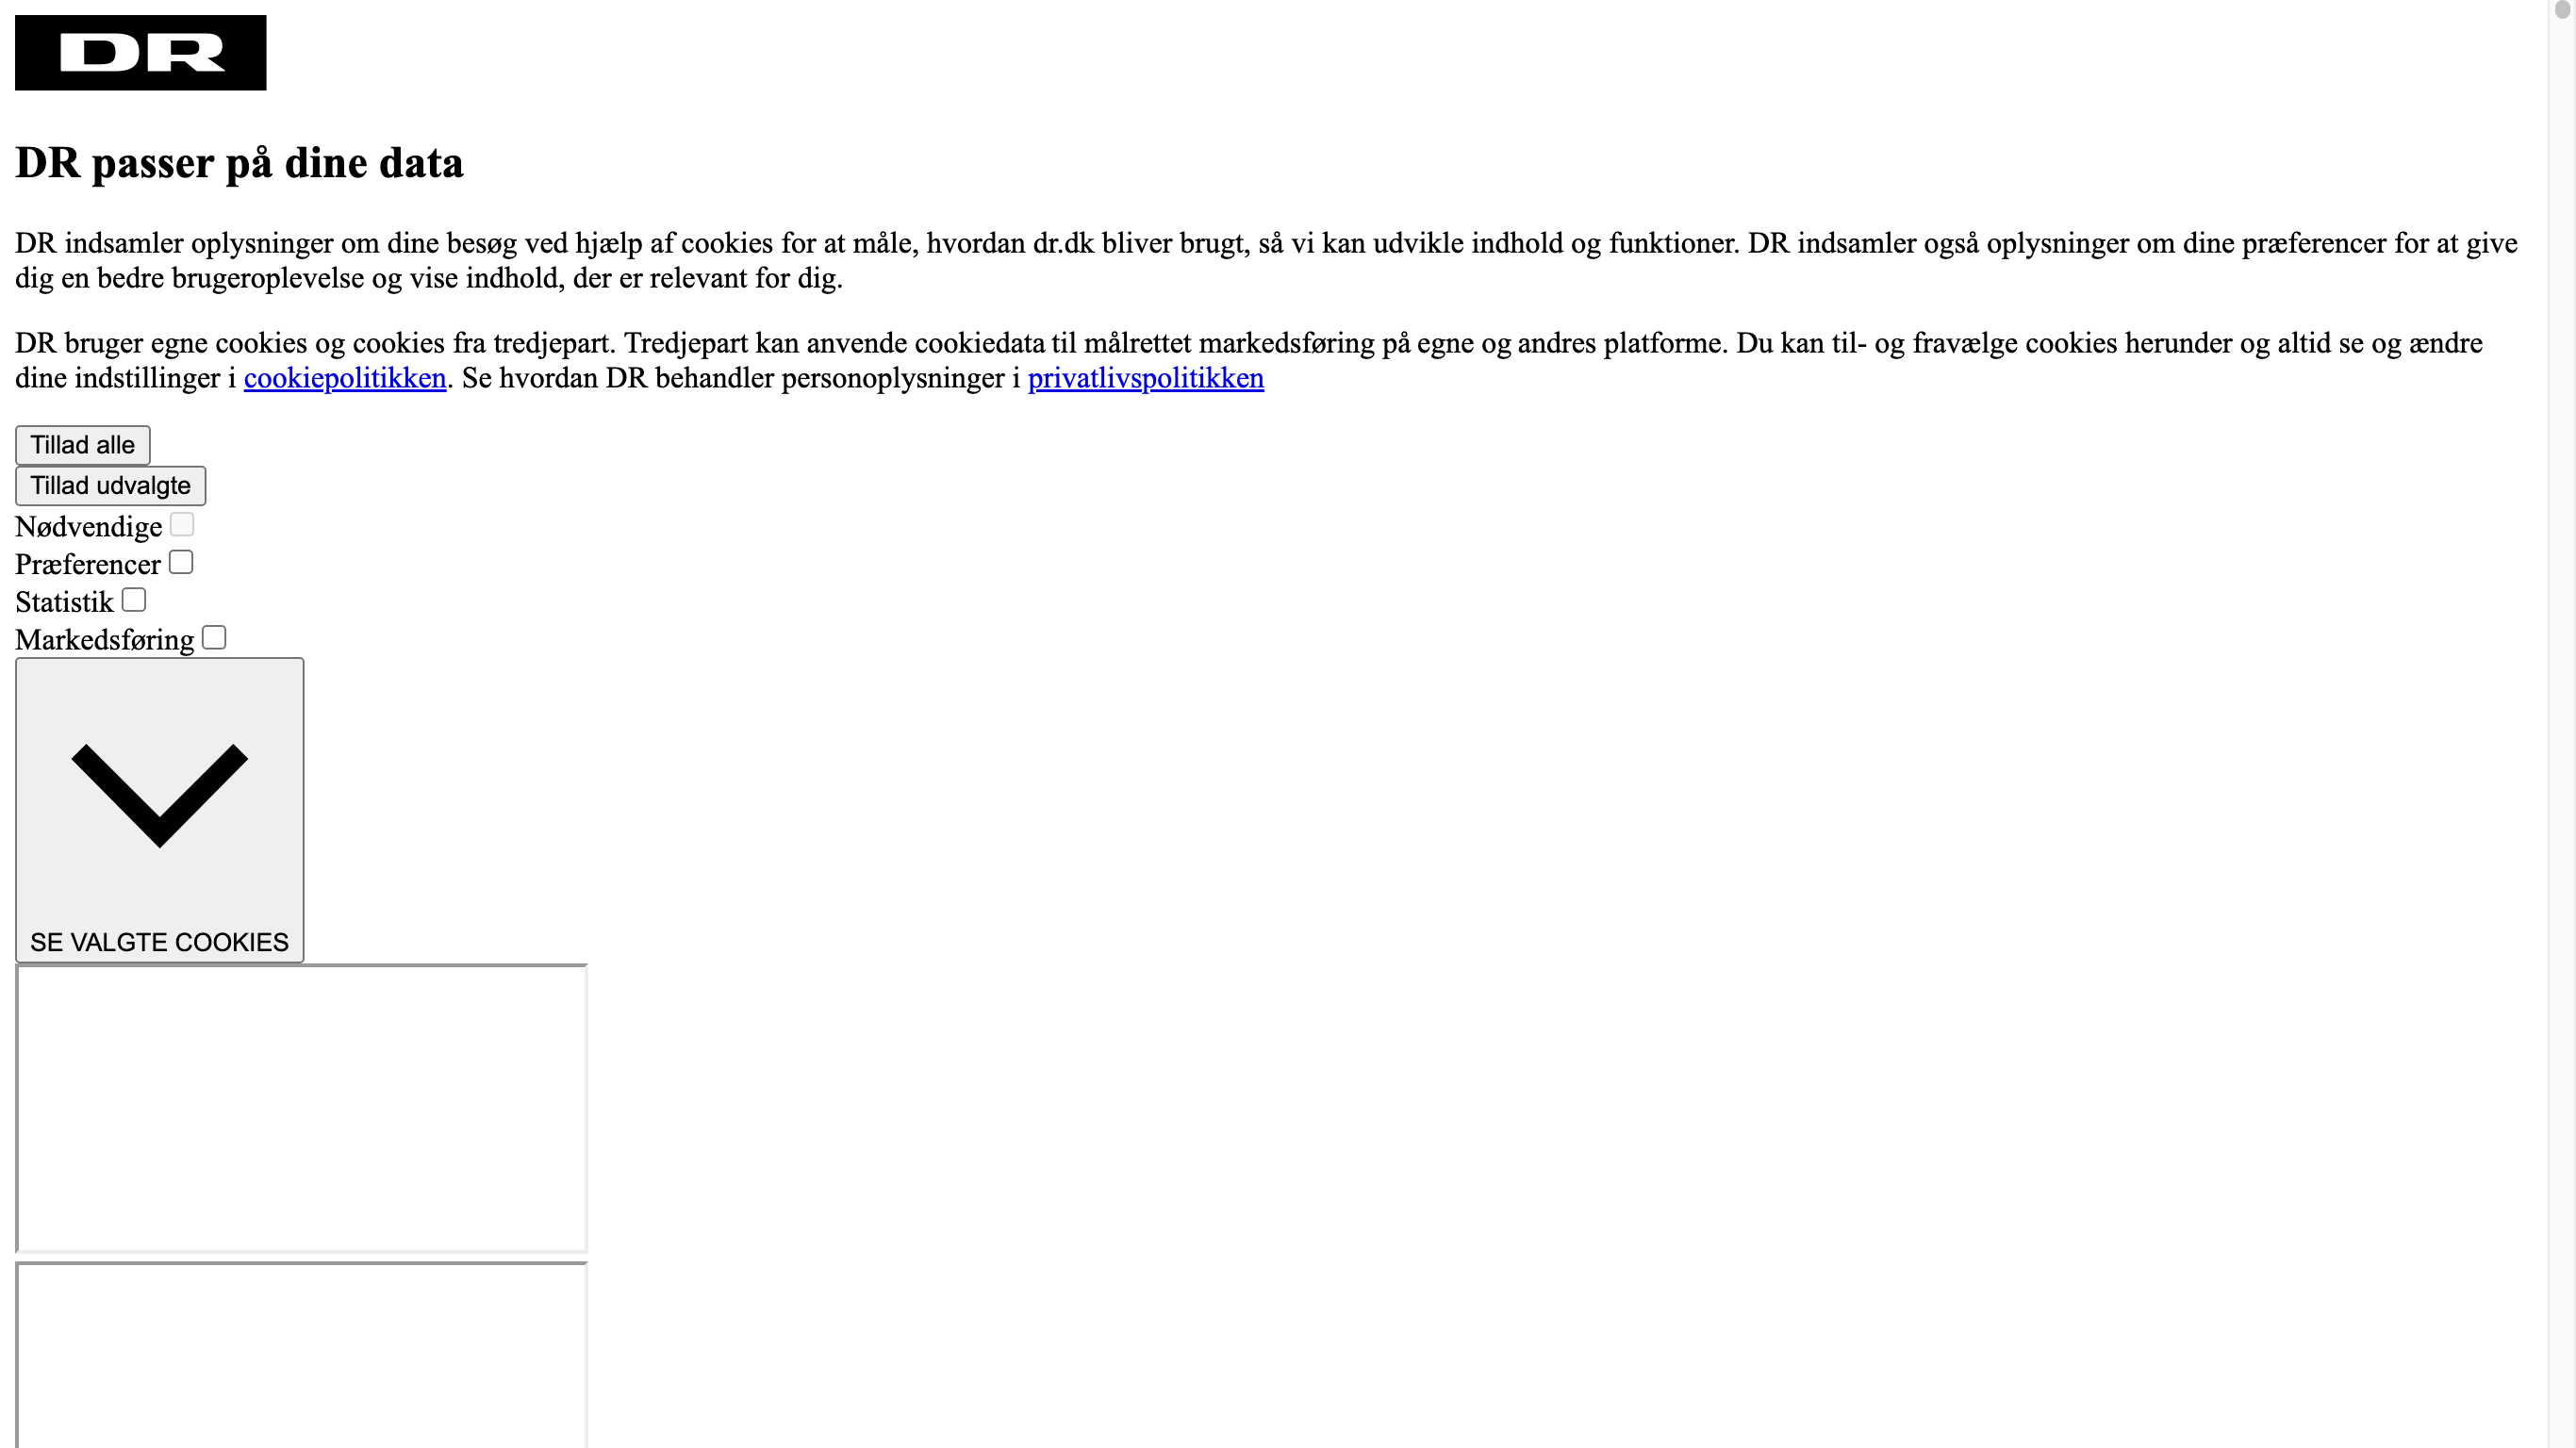 DR
DR passer på dine data
DR indsamler oplysninger om dine besøg ved hjælp af cookies for at måle, hvordan dr.dk bliver brugt, så vi kan udvikle indhold og funktioner. DR indsamler også oplysninger om dine præferencer for at give
dig en bedre brugeroplevelse og vise indhold, der er relevant for dig.
DR bruger egne cookies og cookies fra tredjepart. Tredjepart kan anvende cookiedata til målrettet markedsføring på egne og andres platforme. Du kan til- og fravælge cookies herunder og altid se og ændre
dine indstillinger i cookiepolitikken. Se hvordan DR behandler personoplysninger i privatlivspolitikken
Tillad alle
Tillad udvalgte
Nødvendige
Præferencer
Statistik
Markedsføring
SE VALGTE COOKIES